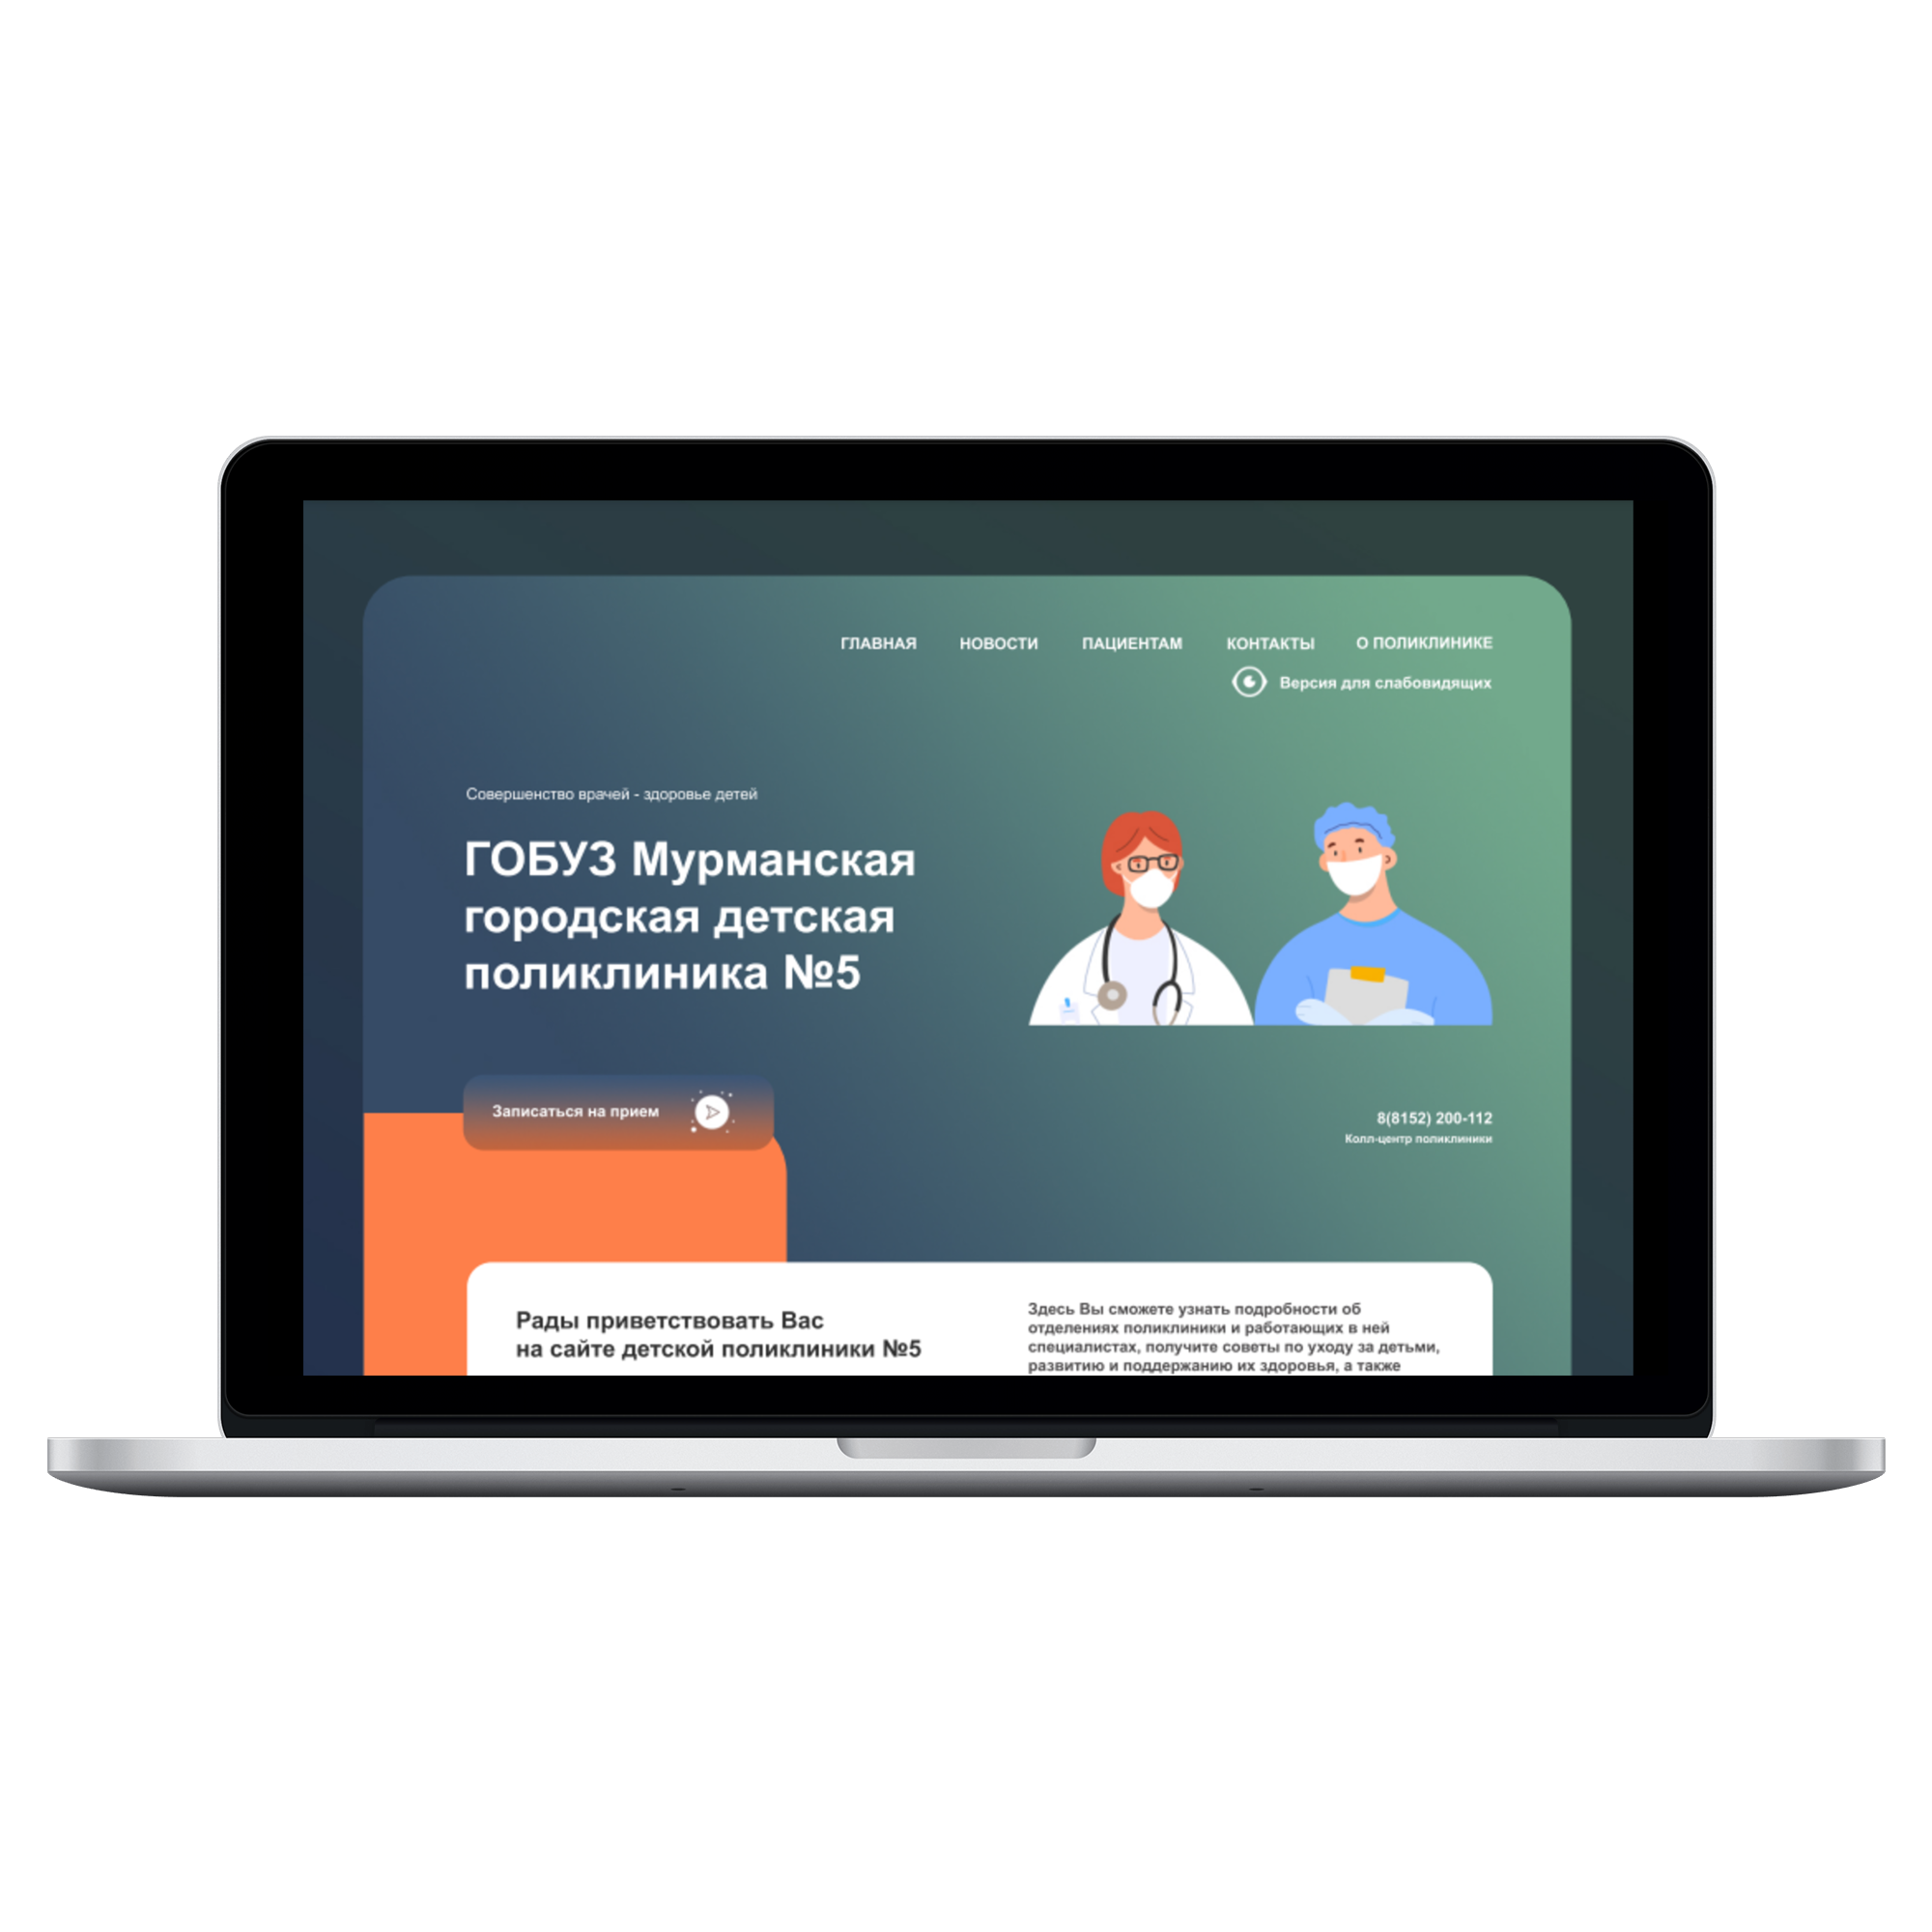 ГЛАВНАЯ НОВОСТИ ПАЦИЕНТАМ КОНТАКТЫ О ПОЛИКЛИНИКЕ
Версия для слабовидящих
Совершенство врачей - здоровье детей
ГОБУЗ Мурманская
городская детская
поликлиника №5
Записаться на прием
8(8152) 200-112
Колл-центр поликлиники
Рады приветствовать Вас
на сайте детской поликлиники №5
Здесь Вы сможете узнать подробности об
отделениях поликлиники и работающих в ней
специалистах, получите советы по уходу за детьми,
развитию и поддержанию их здоровья, а также